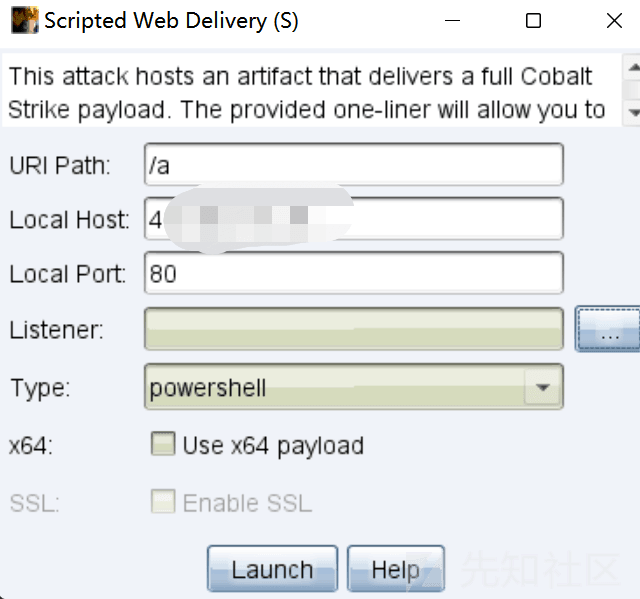 Scripted Web Delivery (S)
This attack hosts an artifact that delivers a full Cobalt
Strike payload. The provided one-liner will allow you to
URI Path: /a
Local Host: 4
Local Port: 80
Listener: ...
Type: powershell
x64: Use x64 payload
SSL: Enable SSL
Launch Help
先知社区